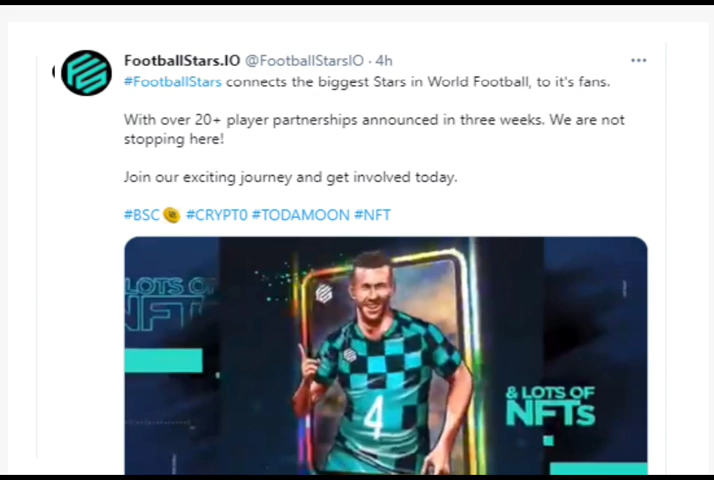 FootballStars.IO @FootballStarsIO · 4h
#FootballStars connects the biggest Stars in World Football, to it's fans.
With over 20+ player partnerships announced in three weeks. We are not
stopping here!
Join our exciting journey and get involved today.
#BSC #CRYPT0 #TODAMOON #NFT
LOTS OF
NFT
4
& LOTS OF
NFTs